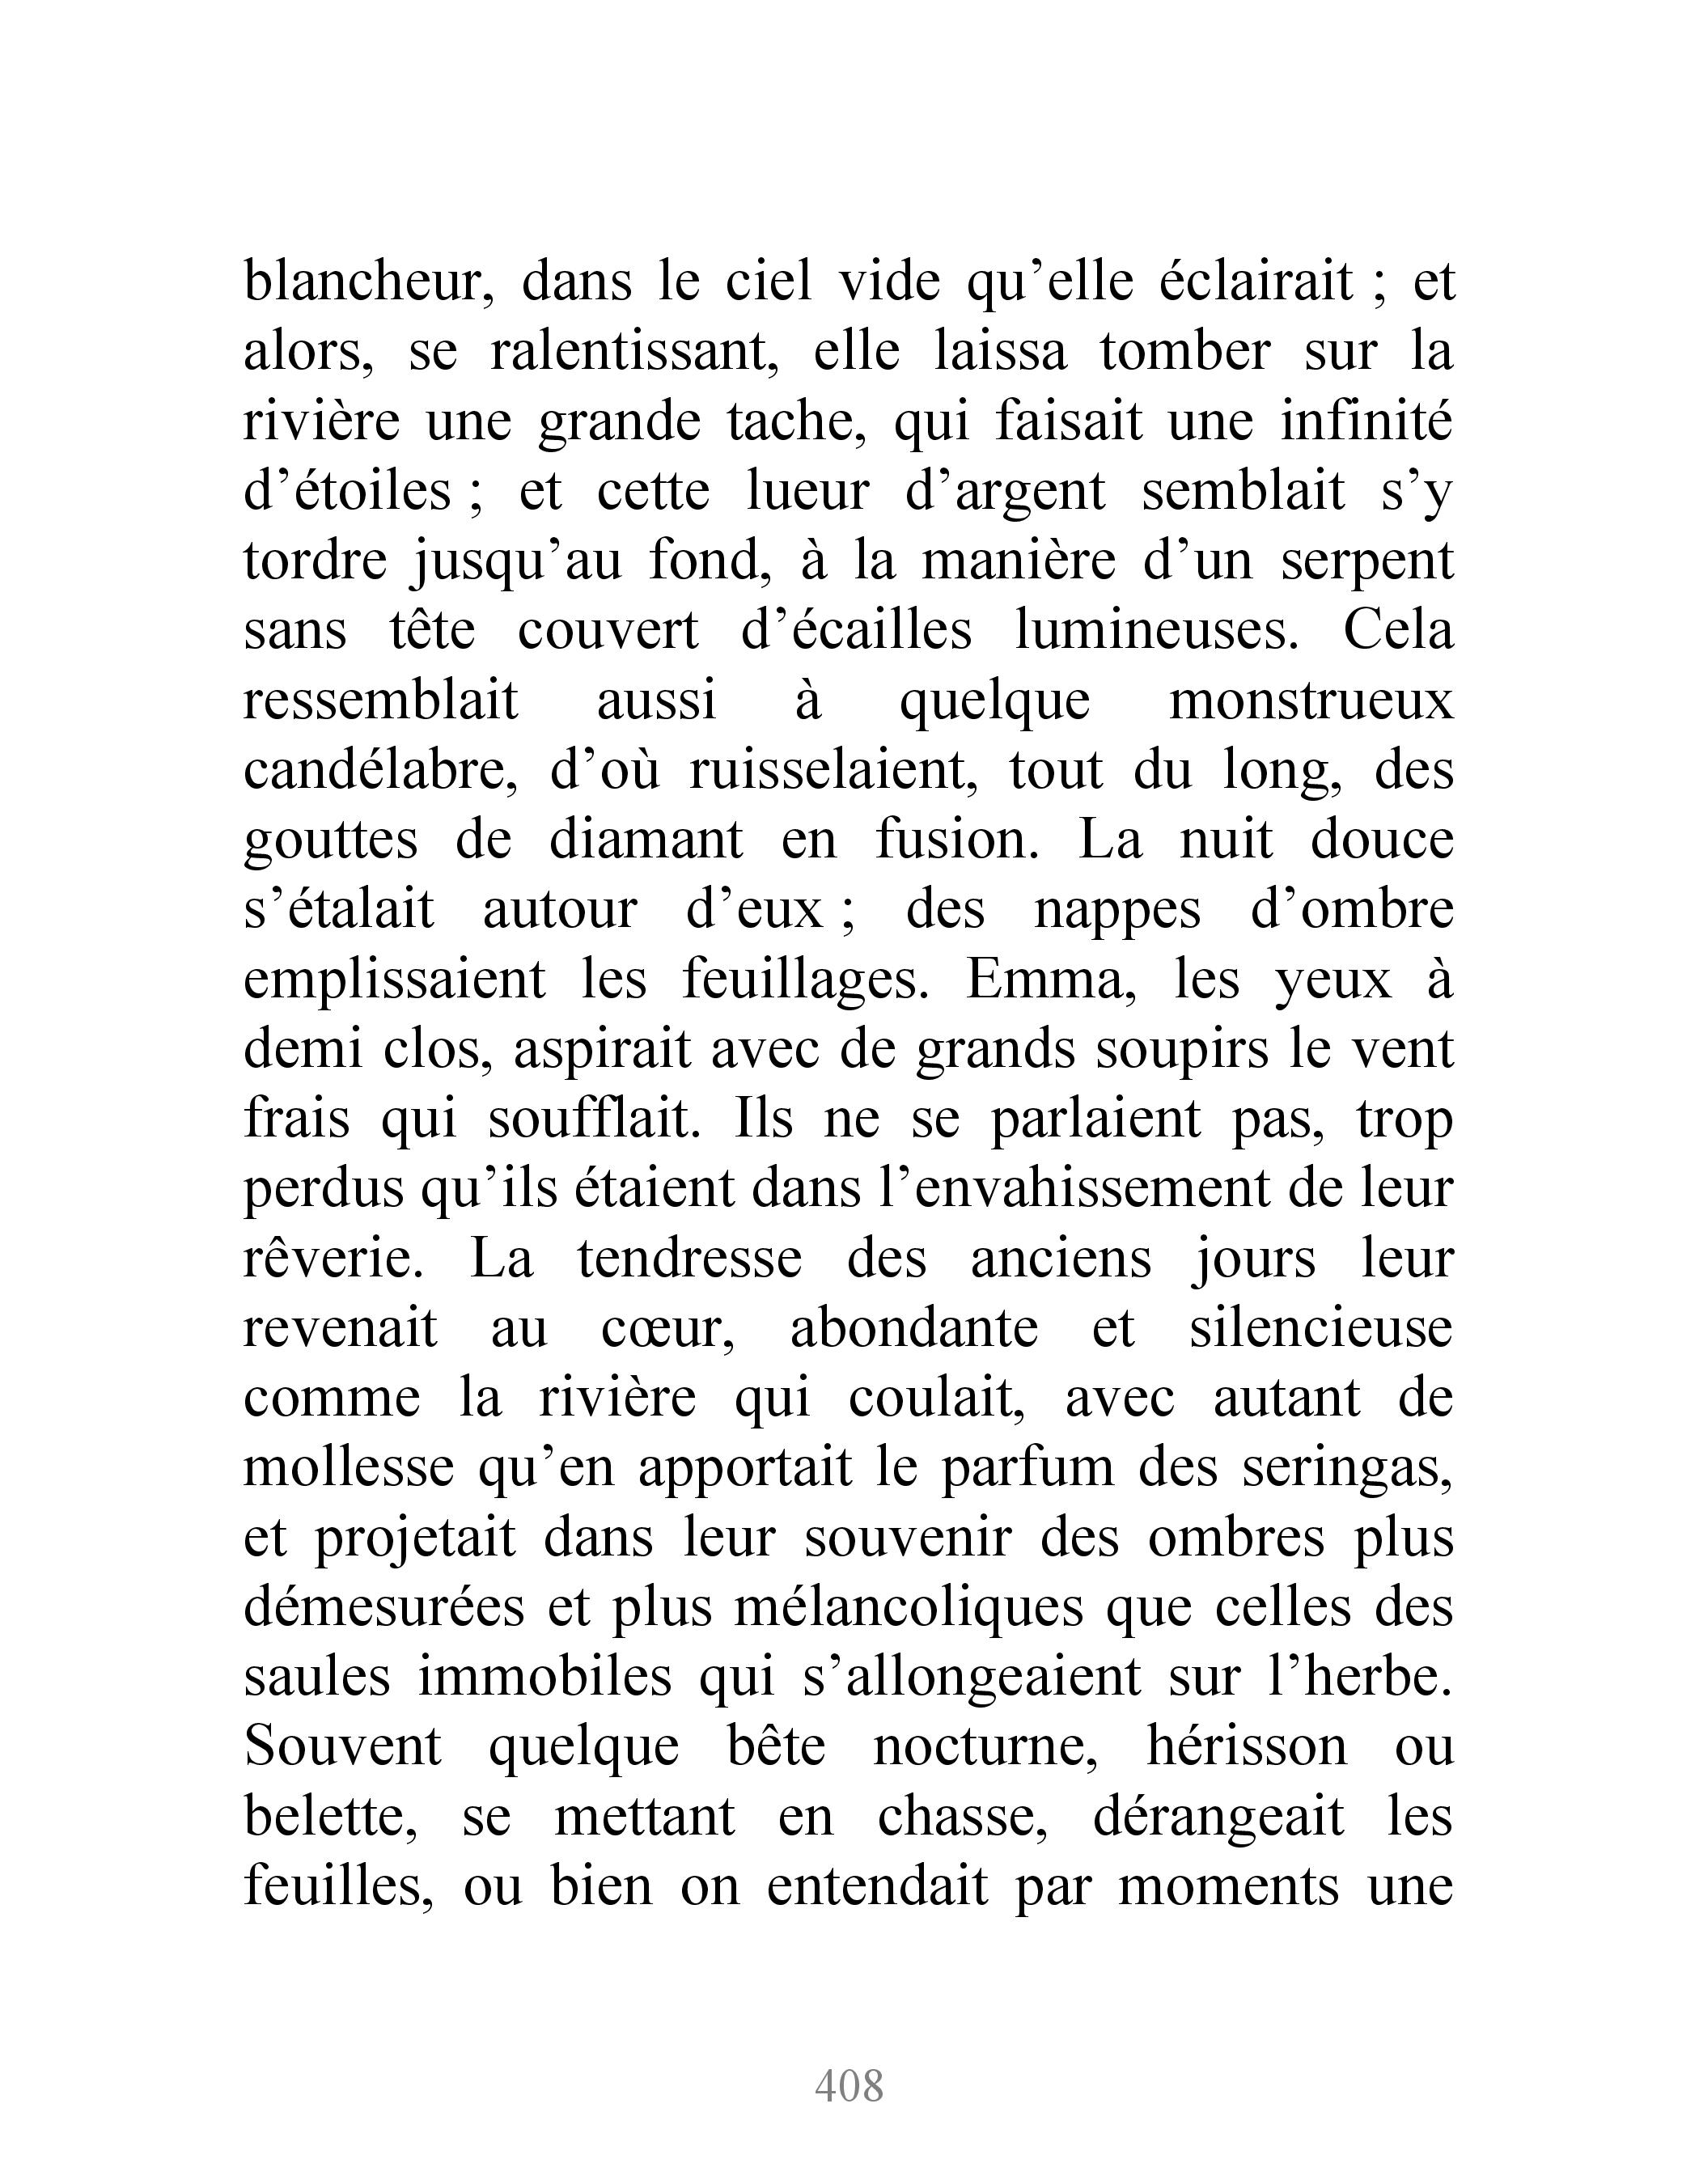 blancheur, dans le ciel vide qu’elle éclairait ; et
alors, se ralentissant, elle laissa tomber sur la
rivière une grande tache, qui faisait une infinité
d’étoiles ; et cette lueur d’argent semblait s’y
tordre jusqu’au fond, à la manière d’un serpent
sans tête couvert d’écailles lumineuses. Cela
ressemblait aussi à quelque monstrueux
candélabre, d’où ruisselaient, tout du long, des
gouttes de diamant en fusion. La nuit douce
s’étalait autour d’eux ; des nappes d’ombre
emplissaient les feuillages. Emma, les yeux à
demi clos, aspirait avec de grands soupirs le vent
frais qui soufflait. Ils ne se parlaient pas, trop
perdus qu’ils étaient dans l’envahissement de leur
rêverie. La tendresse des anciens jours leur
revenait au cœur, abondante et silencieuse
comme la rivière qui coulait, avec autant de
mollesse qu’en apportait le parfum des seringas,
et projetait dans leur souvenir des ombres plus
démesurées et plus mélancoliques que celles des
saules immobiles qui s’allongeaient sur l’herbe.
Souvent quelque bête nocturne, hérisson ou
belette, se mettant en chasse, dérangeait les
feuilles, ou bien on entendait par moments une
408